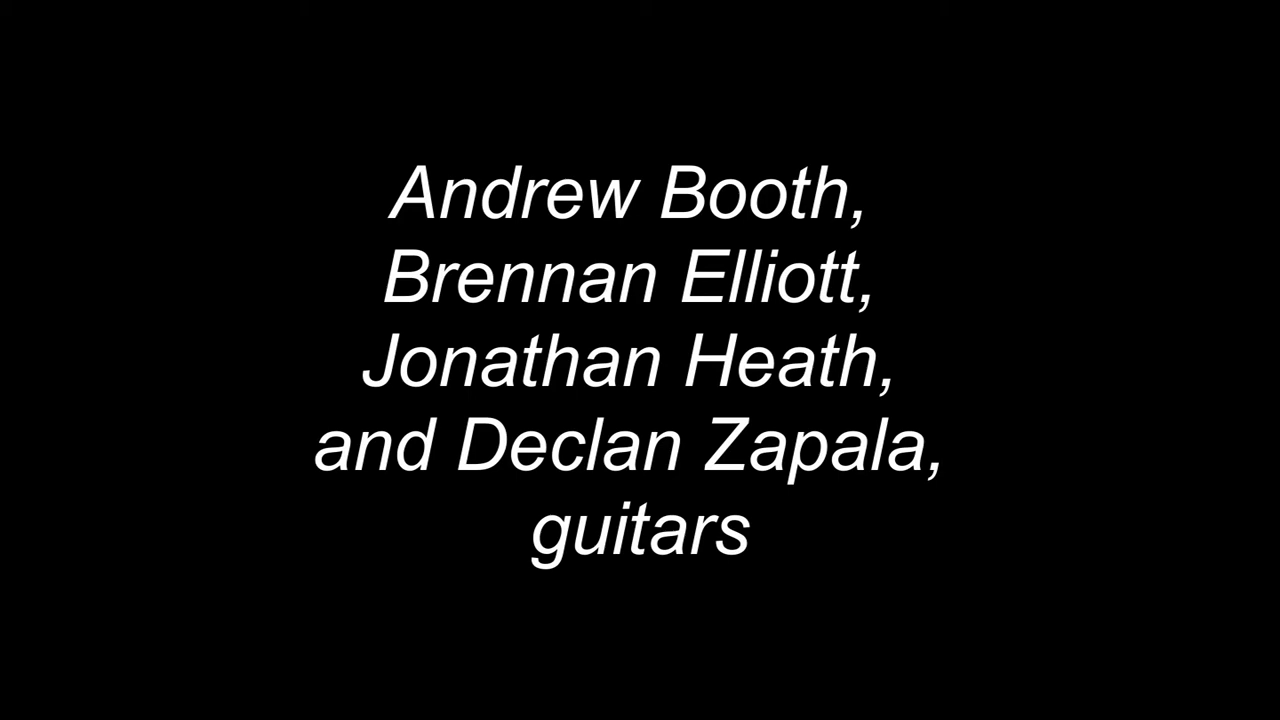 Andrew Booth,
Brennan Elliott,
Jonathan Heath,
and Declan Zapala,
guitars